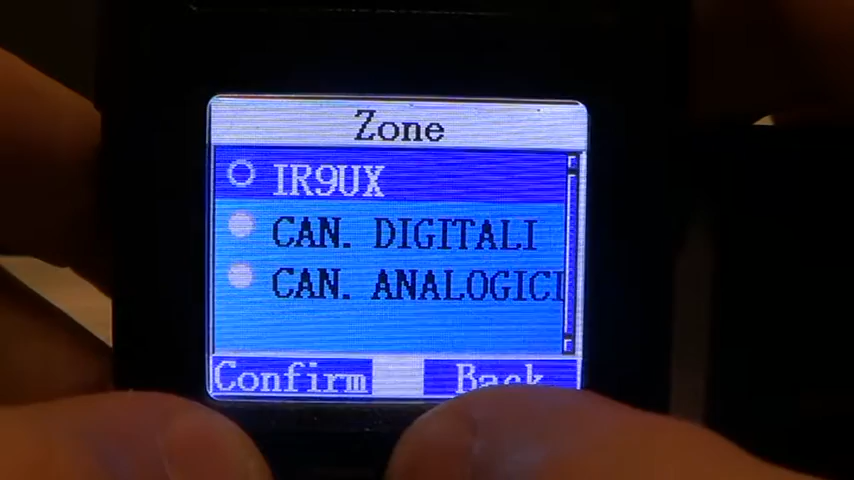 Zone
IR9UX
CAN. DIGITALI
CAN. ANALOGICI
Confirm Back